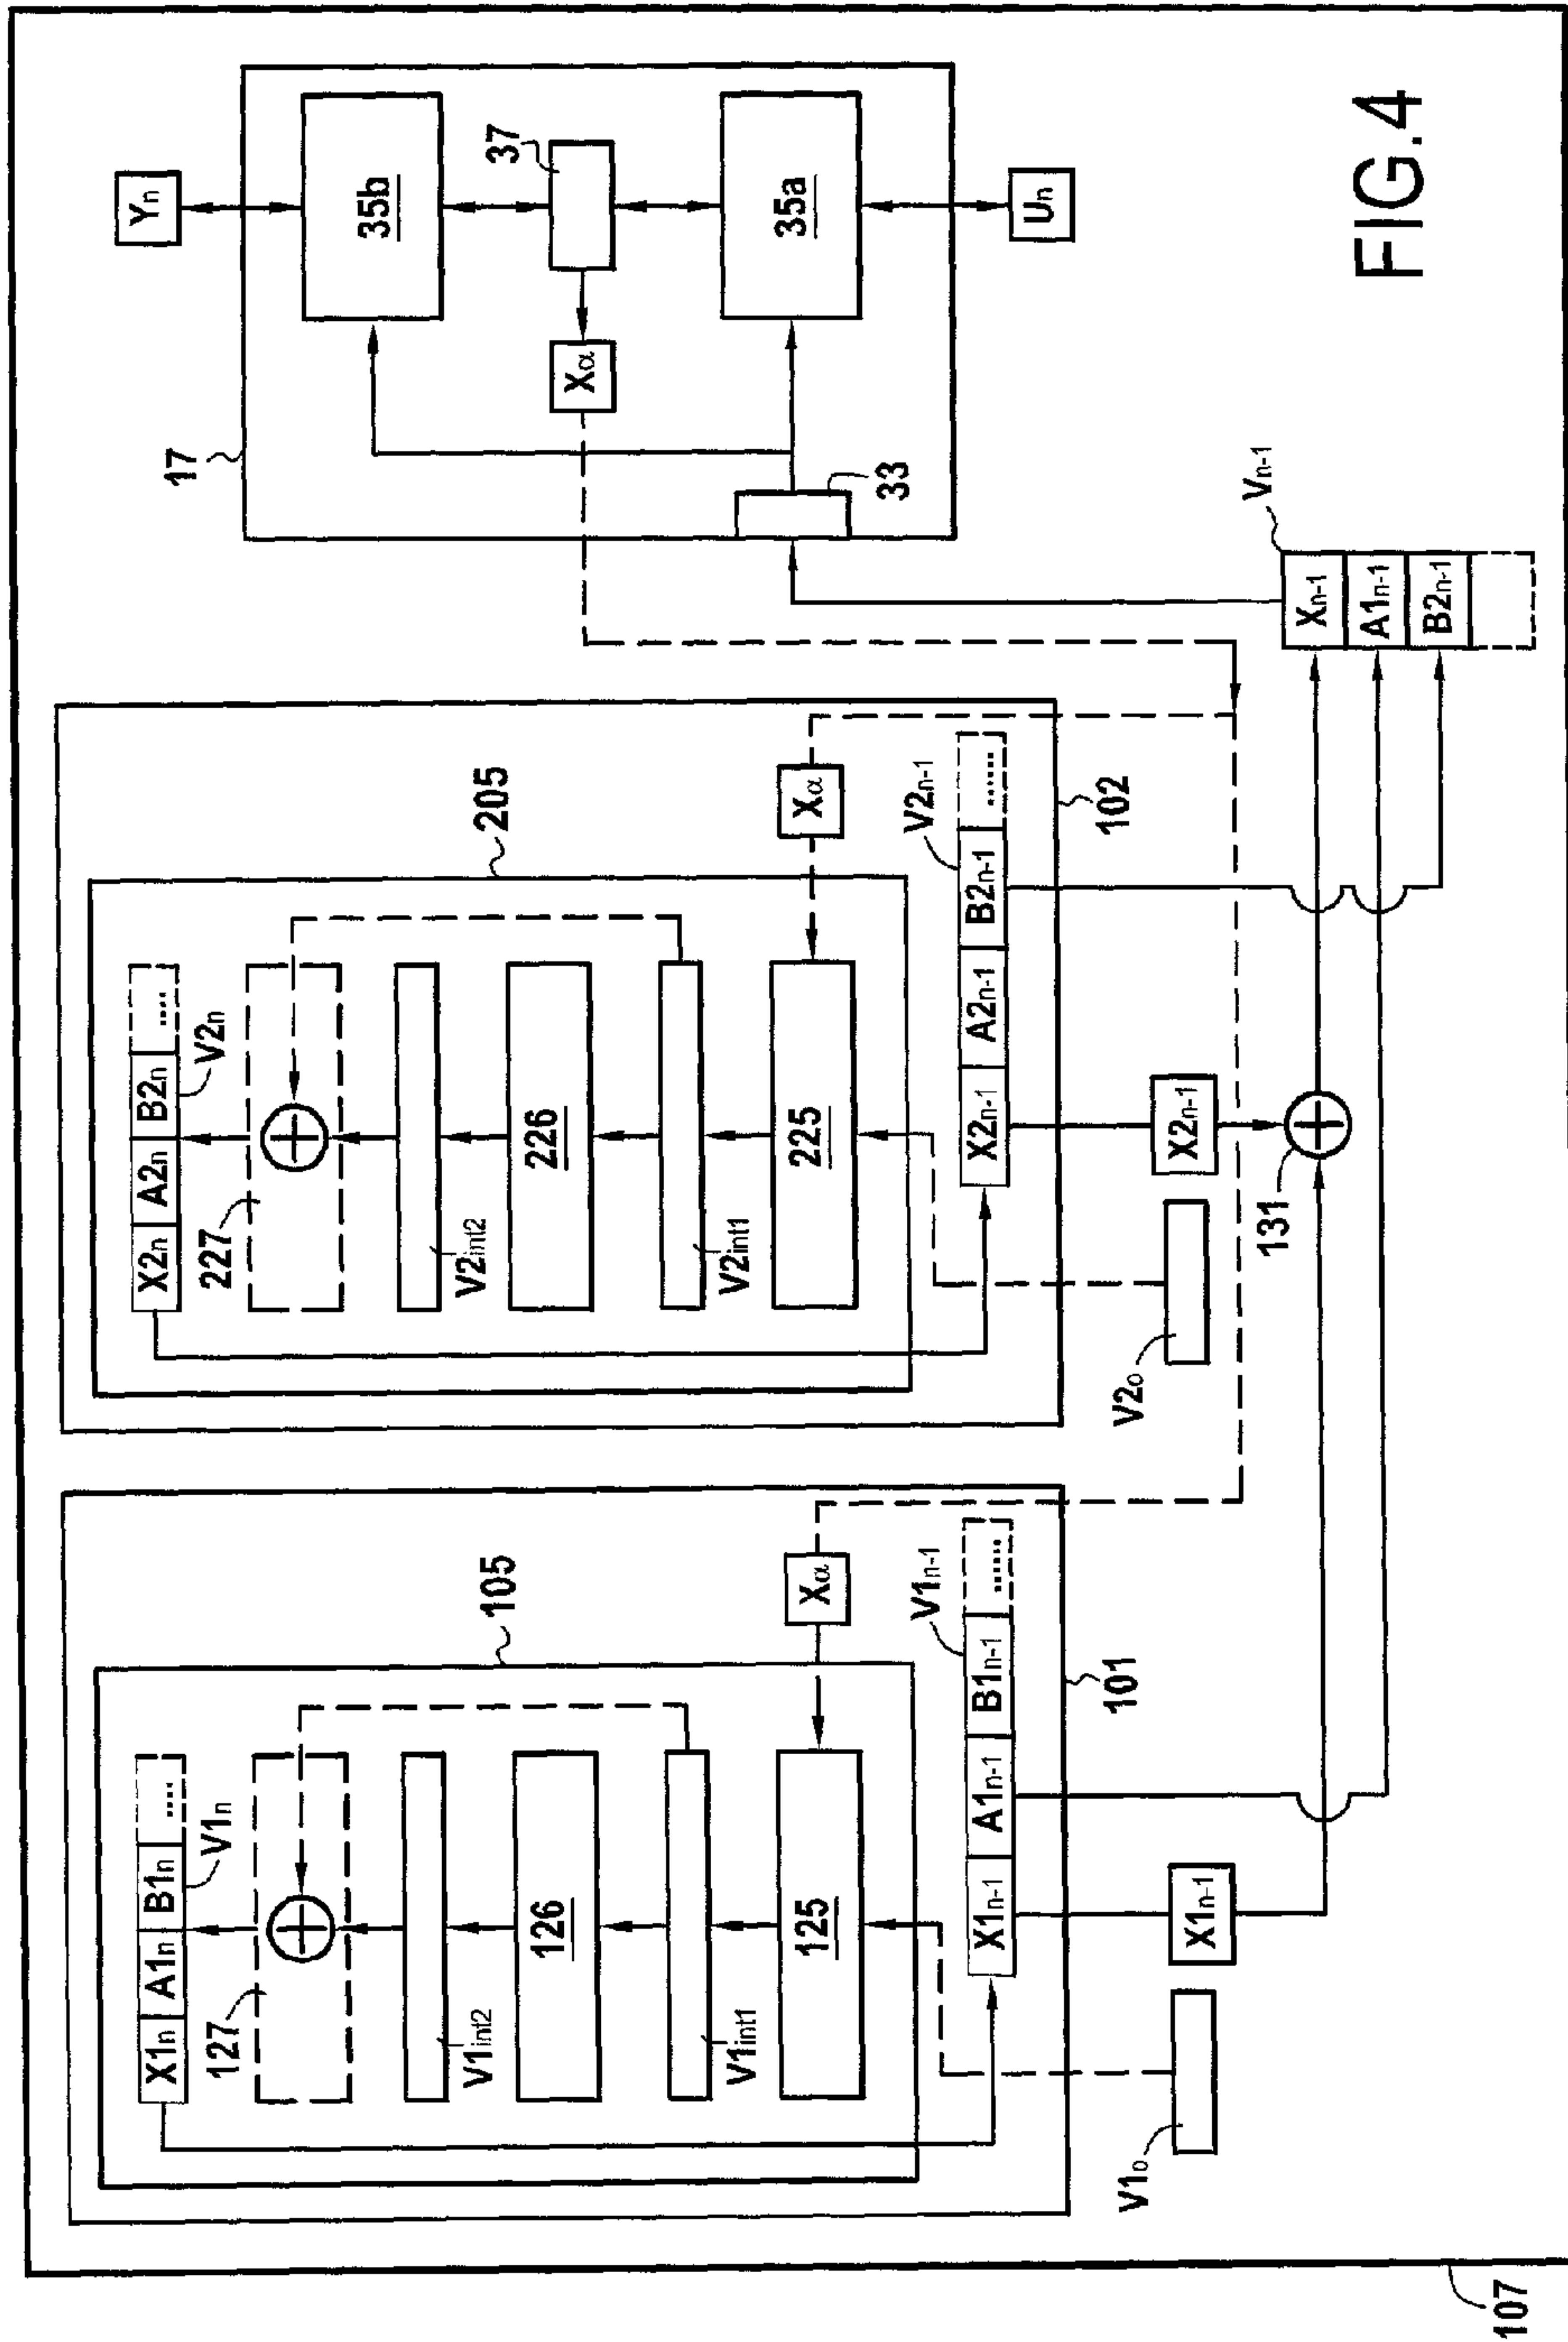 107
101
105
X1n A1n B1n ....
V1n
127
V1int2
126
V1int1
125
Xα
V1n-1
X1n-1 A1n-1 B1n-1 ......
V1o
X1n-1
102
205
X2n A2n B2n ....
V2n
227
V2int2
226
V2int1
225
Xα
V2n-1
X2n-1 A2n-1 B2n-1 ......
V2o
X2n-1
131
17
Yn
35b
37
Xα
35a
33
Un
Vn-1
Xn-1
A1n-1
B2n-1
FIG.4